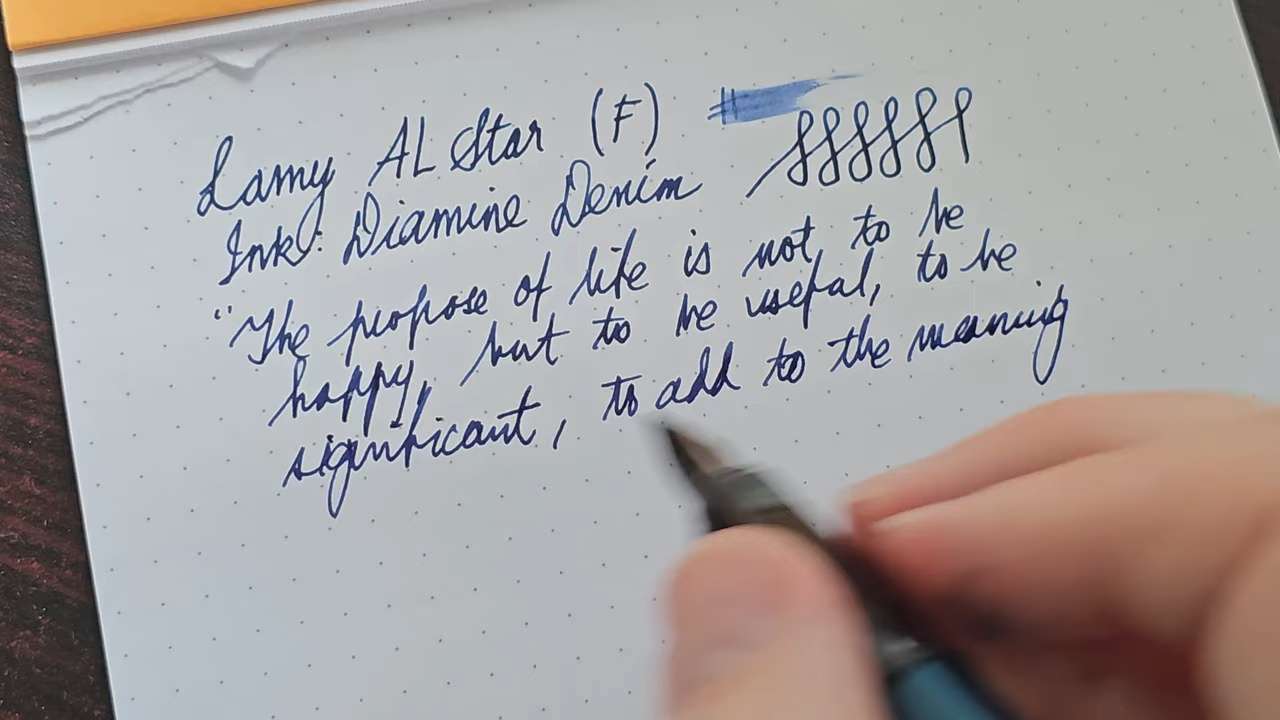 Lamy AL Star (F)
Ink: Diamine Denim
"The propose of life is not to be
happy, but to be useful, to be
significant, to add to the meaning